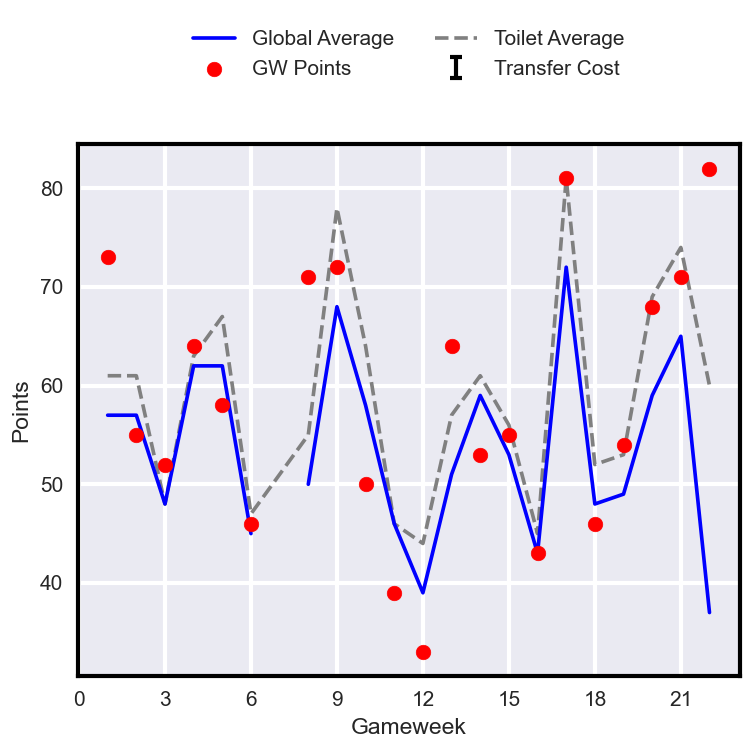 Global Average
Toilet Average
GW Points
Transfer Cost
80
70
60
50
40
Points
0 3 6 9 12 15 18 21
Gameweek